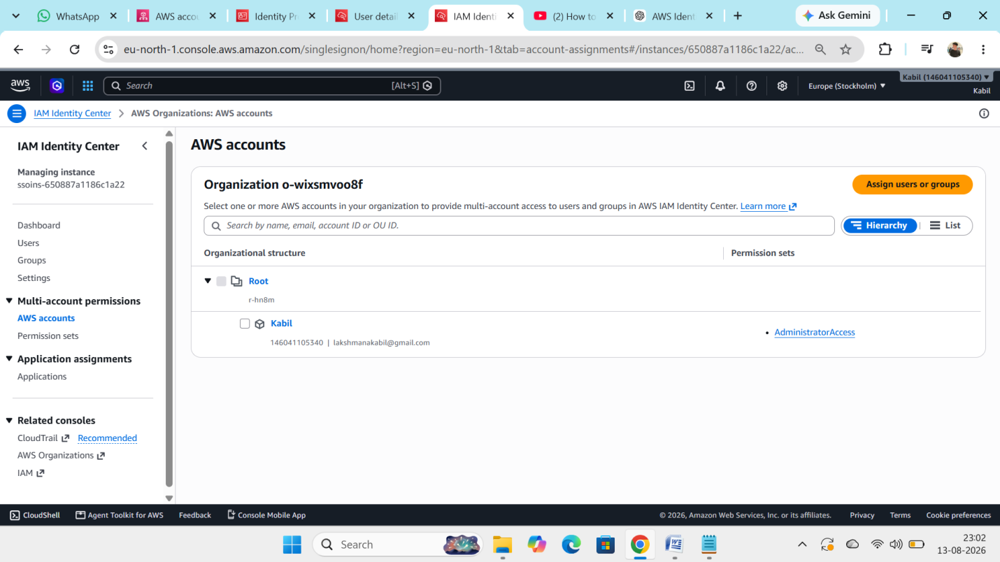 WhatsApp
AWS accou
Identity Pr
User detail
IAM Identi
(2) How to
AWS Ident
Ask Gemini
eu-north-1.console.aws.amazon.com/singlesignon/home?region=eu-north-1&tab=account-assignments#/instances/650887a1186c1a22/ac...
aws
Search
[Alt+S]
Europe (Stockholm)
Kabil (146041105340)
Kabil
IAM Identity Center
AWS Organizations: AWS accounts
IAM Identity Center
Managing instance
ssoins-650887a1186c1a22
Dashboard
Users
Groups
Settings
Multi-account permissions
AWS accounts
Permission sets
Application assignments
Applications
Related consoles
CloudTrail Recommended
AWS Organizations
IAM
AWS accounts
Organization o-wixsmvoo8f
Assign users or groups
Select one or more AWS accounts in your organization to provide multi-account access to users and groups in AWS IAM Identity Center. Learn more
Search by name, email, account ID or OU ID.
Hierarchy
List
Organizational structure
Permission sets
Root
r-hn8m
Kabil
146041105340 | lakshmanakabil@gmail.com
• AdministratorAccess
CloudShell
Agent Toolkit for AWS
Feedback
Console Mobile App
© 2026, Amazon Web Services, Inc. or its affiliates.
Privacy
Terms
Cookie preferences
Search
23:02
13-08-2026